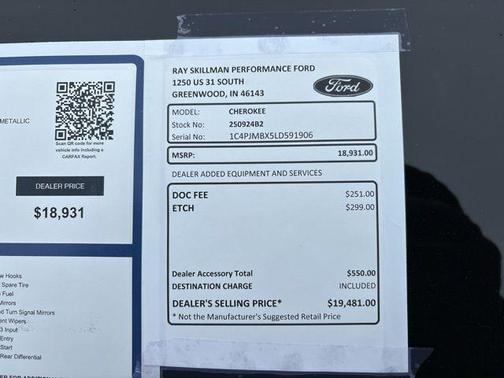 METALLIC
Scan QR code for more
vehicle info including a
CARFAX Report.
DEALER PRICE
$18,931
Hooks
Spare Tire
Fuel
Mirrors
Turn Signal Mirrors
Wipers
Input
Entry
Start
Rear Differential
RAY SKILLMAN PERFORMANCE FORD
1250 US 31 SOUTH
GREENWOOD, IN 46143
Ford
MODEL: CHEROKEE
Stock No: 250924B2
Serial No: 1C4PJMBX5LD591906
MSRP: 18,931.00
DEALER ADDED EQUIPMENT AND SERVICES
DOC FEE $251.00
ETCH $299.00
Dealer Accessory Total $550.00
DESTINATION CHARGE INCLUDED
DEALER'S SELLING PRICE* $19,481.00
* Not the Manufacturer's Suggested Retail Price